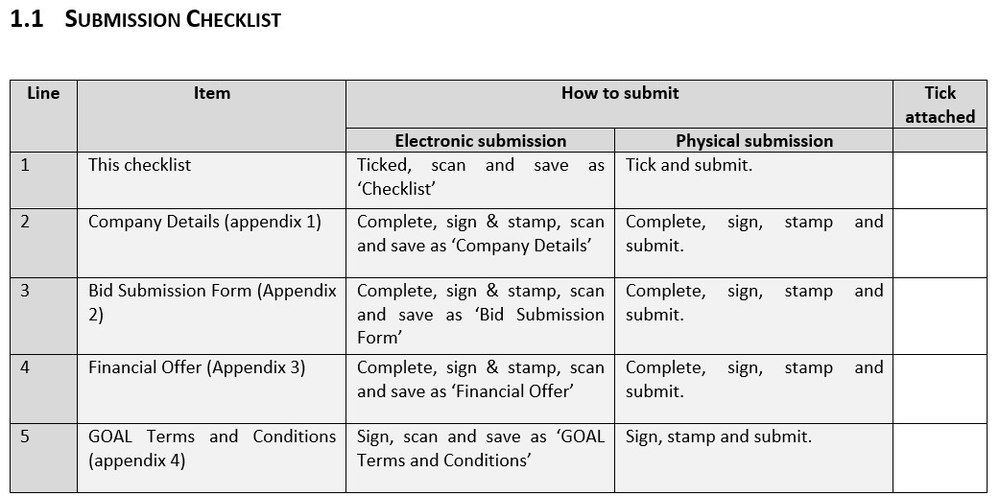 1.1 SUBMISSION CHECKLIST
Line
Item
How to submit
Tick
attached
Electronic submission
Physical submission
1
This checklist
Ticked, scan and save as
‘Checklist’
Tick and submit.
2
Company Details (appendix 1)
Complete, sign & stamp, scan
and save as ‘Company Details’
Complete, sign, stamp and
submit.
3
Bid Submission Form (Appendix
2)
Complete, sign & stamp, scan
and save as ‘Bid Submission
Form’
Complete, sign, stamp and
submit.
4
Financial Offer (Appendix 3)
Complete, sign & stamp, scan
and save as ‘Financial Offer’
Complete, sign, stamp and
submit.
5
GOAL Terms and Conditions
(appendix 4)
Sign, scan and save as ‘GOAL
Terms and Conditions’
Sign, stamp and submit.